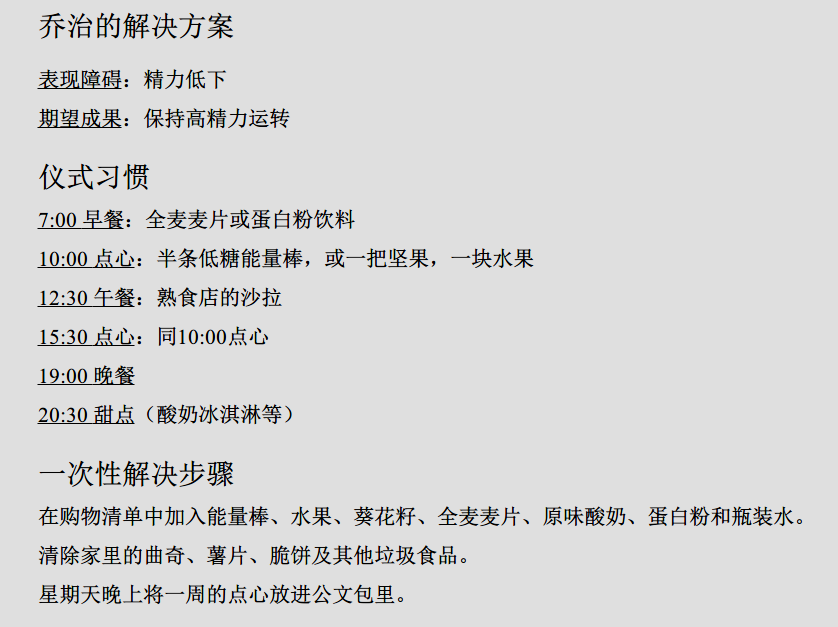 乔治的解决方案
表现障碍：精力低下
期望成果：保持高精力运转
仪式习惯
7:00 早餐：全麦麦片或蛋白粉饮料
10:00 点心：半条低糖能量棒，或一把坚果，一块水果
12:30 午餐：熟食店的沙拉
15:30 点心：同10:00点心
19:00 晚餐
20:30 甜点（酸奶冰淇淋等）
一次性解决步骤
在购物清单中加入能量棒、水果、葵花籽、全麦麦片、原味酸奶、蛋白粉和瓶装水。
清除家里的曲奇、薯片、脆饼及其他垃圾食品。
星期天晚上将一周的点心放进公文包里。